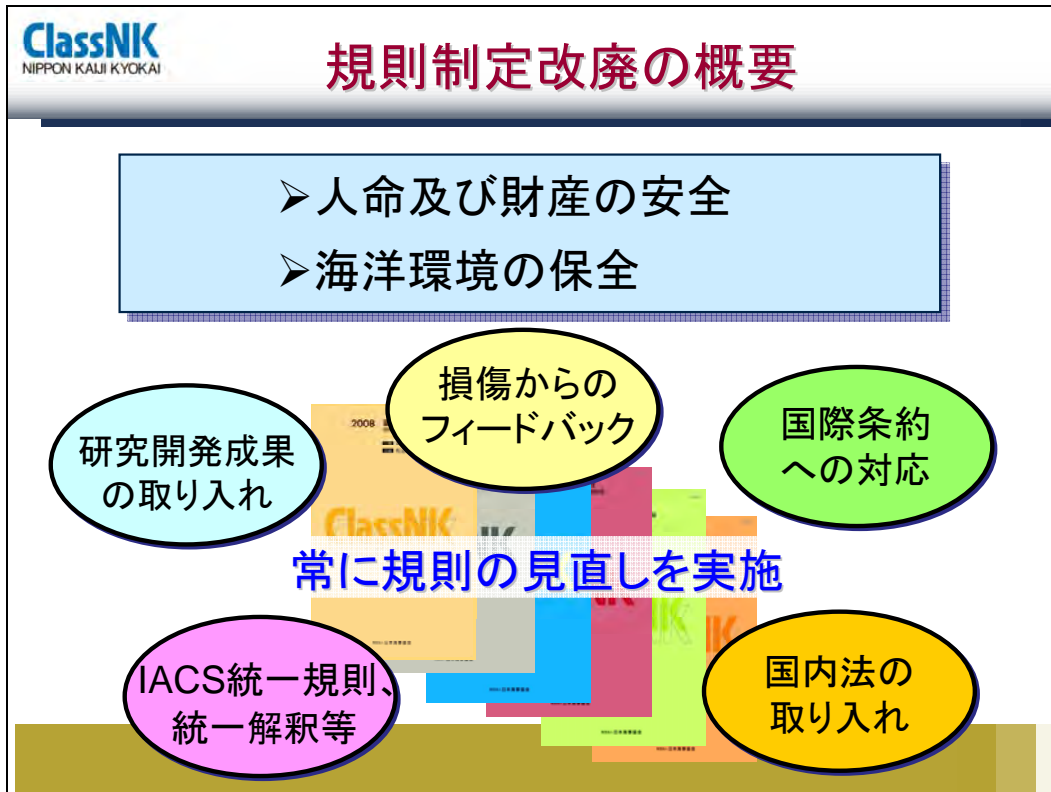 ClassNK
NIPPON KAIJI KYOKAI
規則制定改廃の概要
➢人命及び財産の安全
➢海洋環境の保全
損傷からの
フィードバック
研究開発成果
の取り入れ
国際条約
への対応
2008
ClassNK
NK
常に規則の見直しを実施
NK
NK
IACS統一規則、
統一解釈等
国内法の
取り入れ